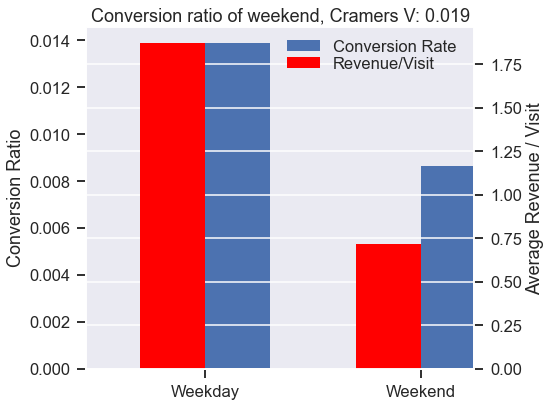 Conversion ratio of weekend, Cramers V: 0.019
Conversion Rate
Revenue/Visit
Conversion Ratio
0.014
0.012
0.010
0.008
0.006
0.004
0.002
0.000
1.75
1.50
1.25
1.00
0.75
0.50
0.25
0.00
Average Revenue / Visit
Weekday
Weekend